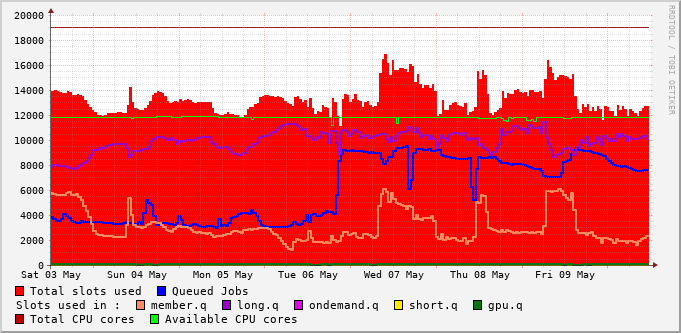 20000
18000
16000
14000
12000
10000
8000
6000
4000
2000
0
Sat 03 May Sun 04 May Mon 05 May Tue 06 May Wed 07 May Thu 08 May Fri 09 May
Total slots used Queued Jobs
Slots used in : member.q long.q ondemand.q short.q gpu.q
Total CPU cores Available CPU cores
RRDTOOL / TOBI OETIKER